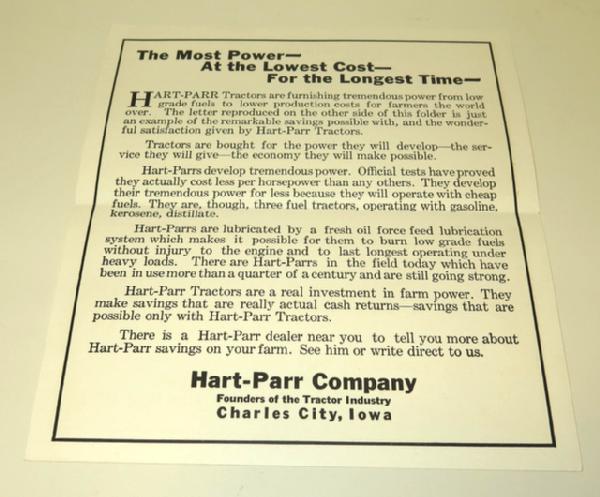 The Most Power—
At the Lowest Cost—
For the Longest Time—
HART-PARR Tractors are furnishing tremendous power from low
grade fuels to lower production costs for farmers the world
over. The letter reproduced on the other side of this folder is just
an example of the remarkable savings possible with, and the wonder-
ful satisfaction given by Hart-Parr Tractors.
Tractors are bought for the power they will develop—the ser-
vice they will give—the economy they will make possible.
Hart-Parrs develop tremendous power. Official tests have proved
they actually cost less per horsepower than any others. They develop
their tremendous power for less because they will operate with cheap
fuels. They are, though, three fuel tractors, operating with gasoline,
kerosene, distillate.
Hart-Parrs are lubricated by a fresh oil force feed lubrication
system which makes it possible for them to burn low grade fuels
without injury to the engine and to last longest operating under
heavy loads. There are Hart-Parrs in the field today which have
been in use more than a quarter of a century and are still going strong.
Hart-Parr Tractors are a real investment in farm power. They
make savings that are really actual cash returns—savings that are
possible only with Hart-Parr Tractors.
There is a Hart-Parr dealer near you to tell you more about
Hart-Parr savings on your farm. See him or write direct to us.
Hart-Parr Company
Founders of the Tractor Industry
Charles City, Iowa